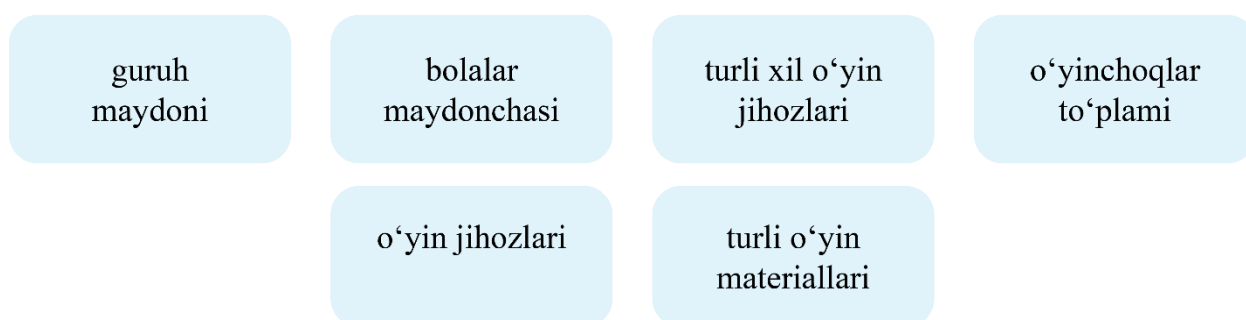 guruh
maydoni
bolalar
maydonchasi
turli xil o‘yin
jihozlari
o‘yinchoqlar
to‘plami
o‘yin jihozlari
turli o‘yin
materiallari